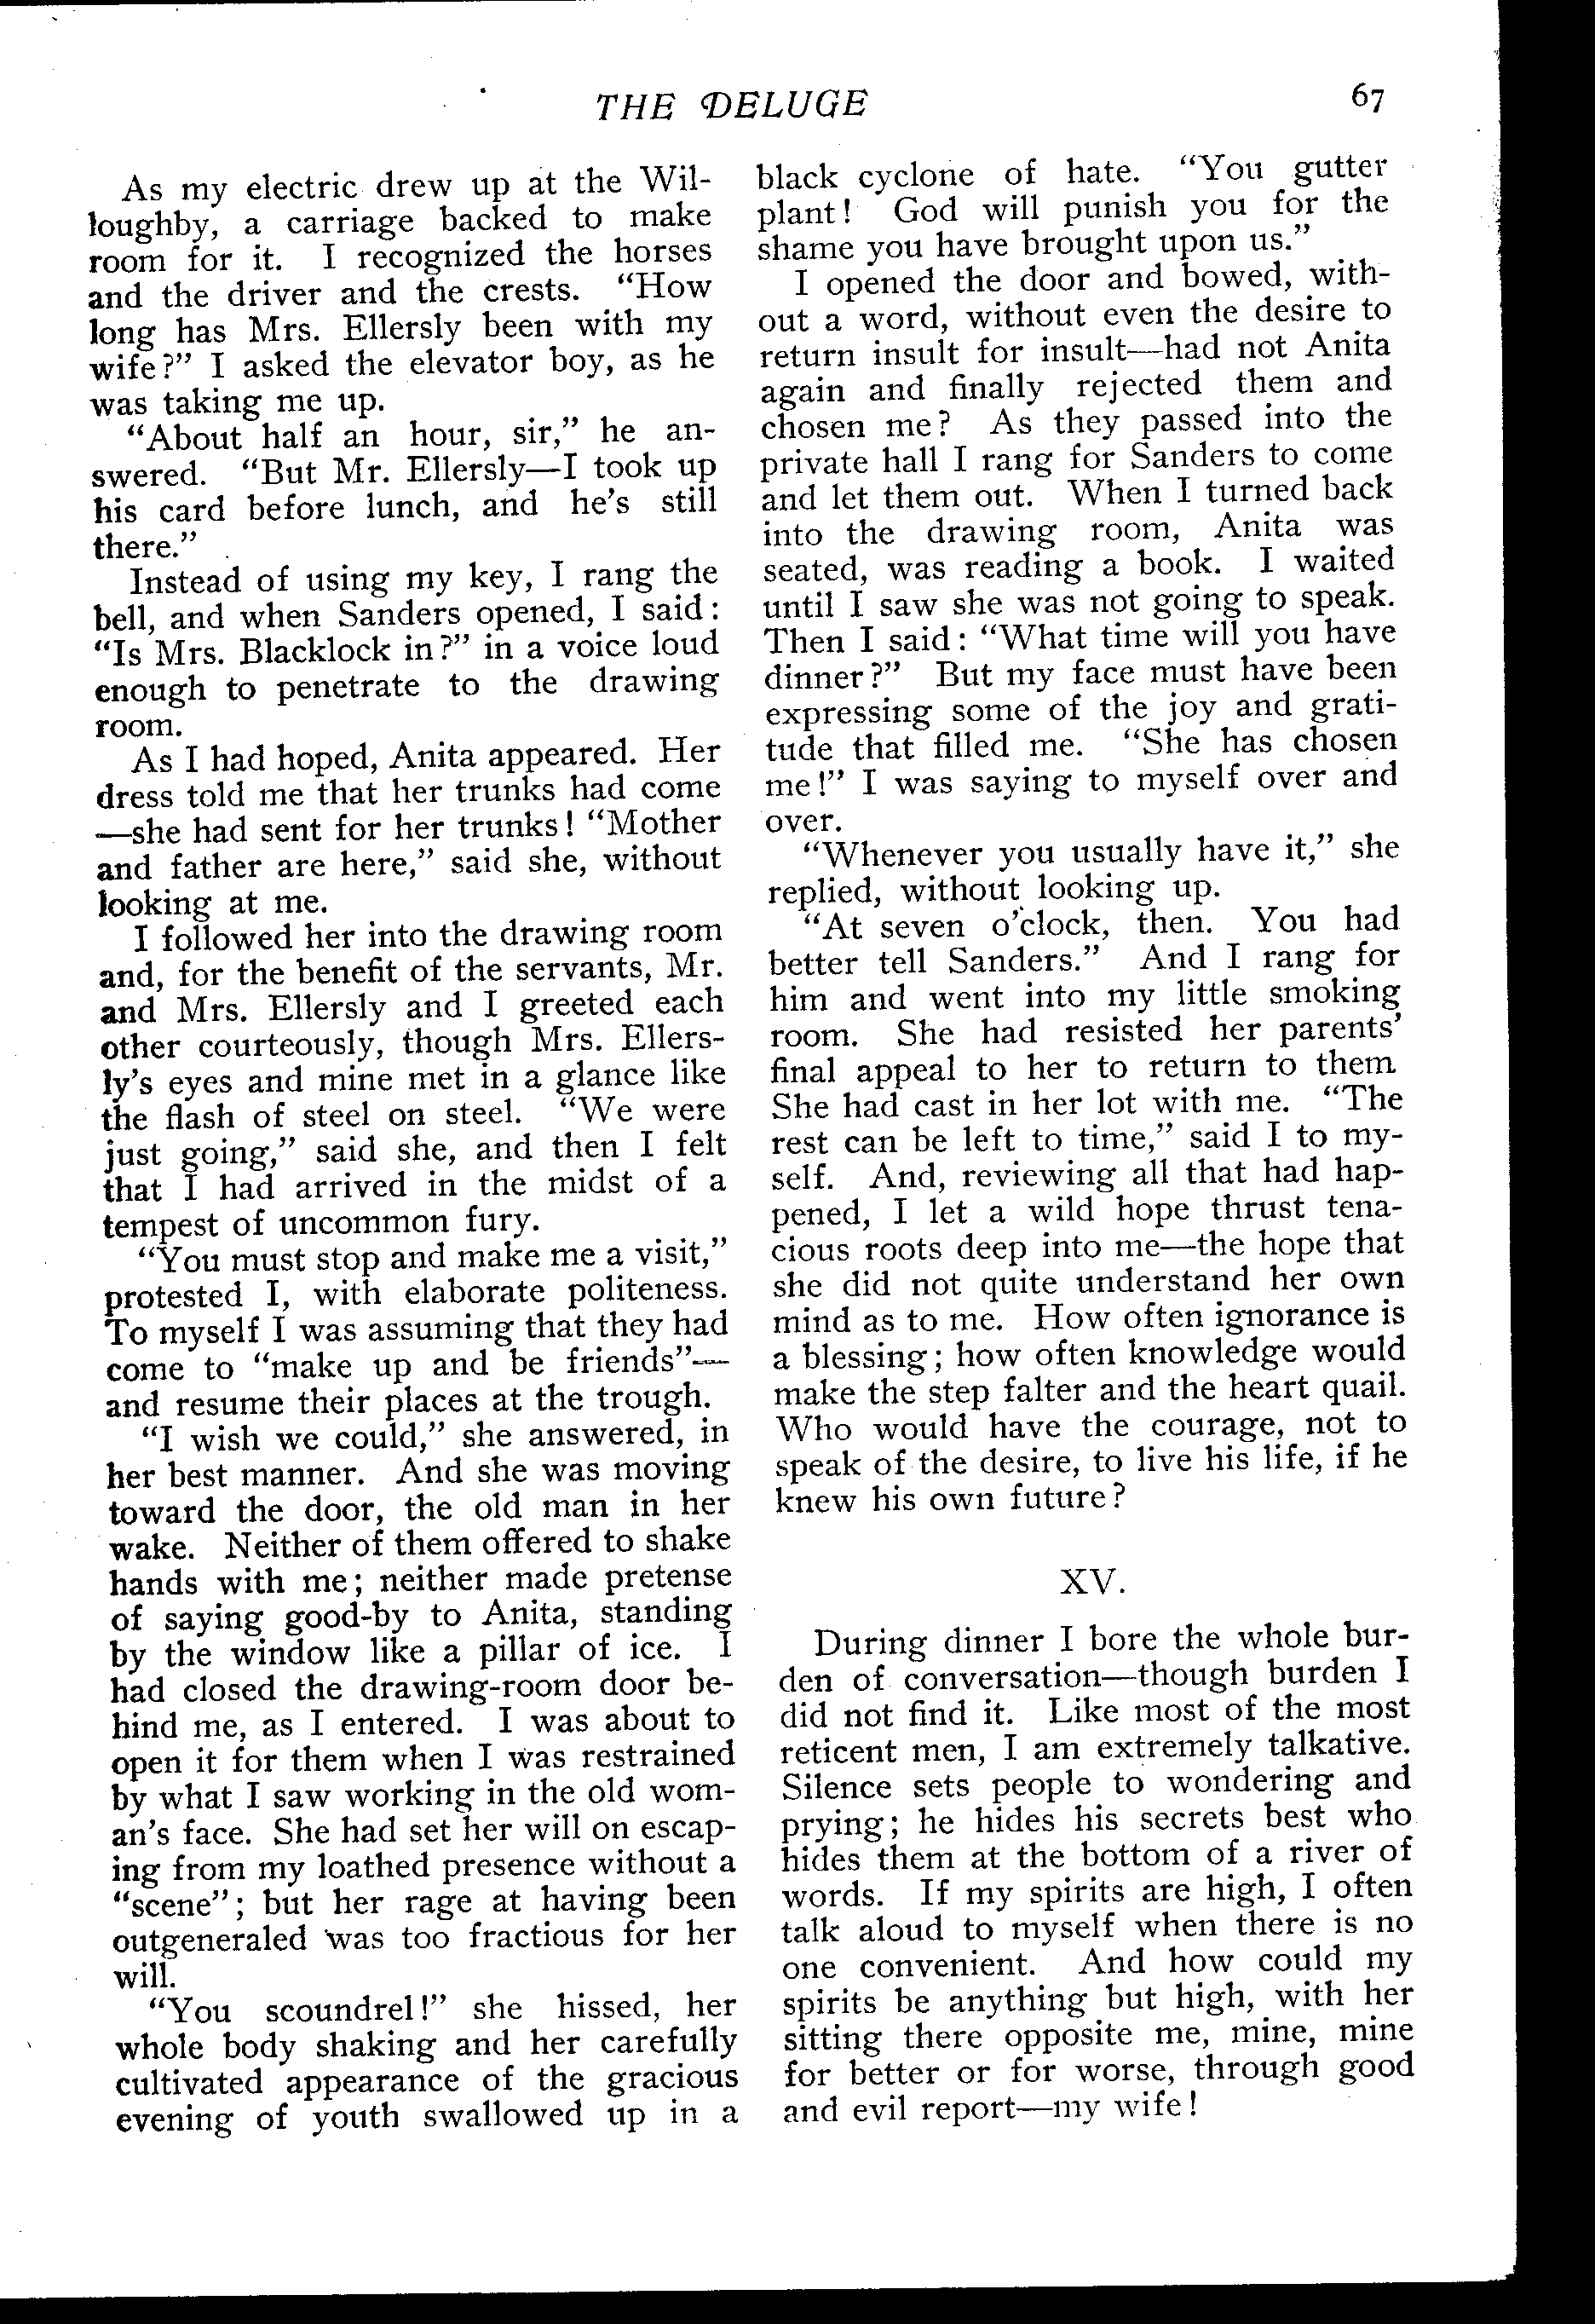 THE DELUGE 67
As my electric drew up at the Wil-
loughby, a carriage backed to make
room for it. I recognized the horses
and the driver and the crests. “How
long has Mrs. Ellersly been with my
wife?” I asked the elevator boy, as he
was taking me up.
“About half an hour, sir,” he an-
swered. “But Mr. Ellersly—I took up
his card before lunch, and he’s still
there.”
Instead of using my key, I rang the
bell, and when Sanders opened, I said:
“Is Mrs. Blacklock in?” in a voice loud
enough to penetrate to the drawing
room.
As I had hoped, Anita appeared. Her
dress told me that her trunks had come
—she had sent for her trunks! “Mother
and father are here,” said she, without
looking at me.
I followed her into the drawing room
and, for the benefit of the servants, Mr.
and Mrs. Ellersly and I greeted each
other courteously, though Mrs. Ellers-
ly’s eyes and mine met in a glance like
the flash of steel on steel. “We were
just going,” said she, and then I felt
that I had arrived in the midst of a
tempest of uncommon fury.
“You must stop and make me a visit,”
protested I, with elaborate politeness.
To myself I was assuming that they had
come to “make up and be friends”—
and resume their places at the trough.
“I wish we could,” she answered, in
her best manner. And she was moving
toward the door, the old man in her
wake. Neither of them offered to shake
hands with me; neither made pretense
of saying good-by to Anita, standing
by the window like a pillar of ice. I
had closed the drawing-room door be-
hind me, as I entered. I was about to
open it for them when I was restrained
by what I saw working in the old wom-
an’s face. She had set her will on escap-
ing from my loathed presence without a
“scene”; but her rage at having been
outgeneraled was too fractious for her
will.
“You scoundrel!” she hissed, her
whole body shaking and her carefully
cultivated appearance of the gracious
evening of youth swallowed up in a
black cyclone of hate. “You gutter
plant! God will punish you for the
shame you have brought upon us.”
I opened the door and bowed, with-
out a word, without even the desire to
return insult for insult—had not Anita
again and finally rejected them and
chosen me? As they passed into the
private hall I rang for Sanders to come
and let them out. When I turned back
into the drawing room, Anita was
seated, was reading a book. I waited
until I saw she was not going to speak.
Then I said: “What time will you have
dinner?” But my face must have been
expressing some of the joy and grati-
tude that filled me. “She has chosen
me!” I was saying to myself over and
over.
“Whenever you usually have it,” she
replied, without looking up.
“At seven o’clock, then. You had
better tell Sanders.” And I rang for
him and went into my little smoking
room. She had resisted her parents’
final appeal to her to return to them
She had cast in her lot with me. “The
rest can be left to time,” said I to my-
self. And, reviewing all that had hap-
pened, I let a wild hope thrust tena-
cious roots deep into me—the hope that
she did not quite understand her own
mind as to me. How often ignorance is
a blessing; how often knowledge would
make the step falter and the heart quail.
Who would have the courage, not to
speak of the desire, to live his life, if he
knew his own future?
XV.
During dinner I bore the whole bur-
den of conversation—though burden I
did not find it. Like most of the most
reticent men, I am extremely talkative.
Silence sets people to wondering and
prying; he hides his secrets best who
hides them at the bottom of a river of
words. If my spirits are high, I often
talk aloud to myself when there is no
one convenient. And how could my
spirits be anything but high, with her
sitting there opposite me, mine, mine
for better or for worse, through good
and evil report—my wife!